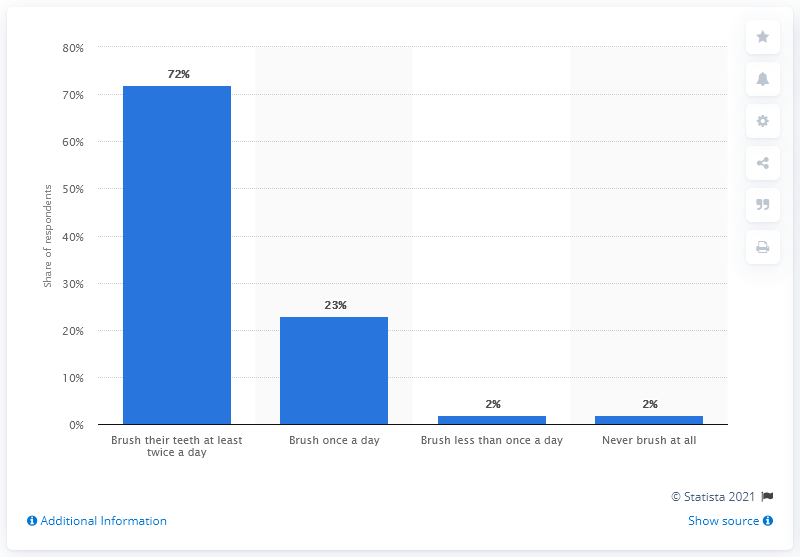 80%
72%
70%
60%
50%
40%
30%
20%
10%
0%
Share of respondents
23%
2%
2%
Brush their teeth at least
twice a day
Brush once a day
Brush less than once a day
Never brush at all
© Statista 2021
Additional Information
Show source